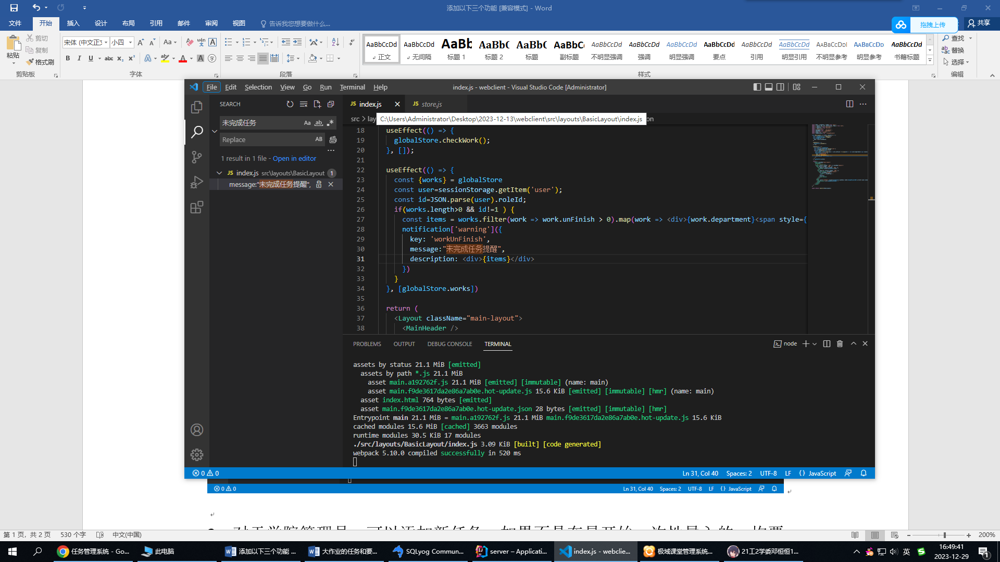 添加以下三个功能 [兼容模式] - Word
文件 开始 插入 设计 布局 引用 邮件 审阅 视图 告诉我您想要做什么... 拖拽上传 共享
粘贴 剪切 复制 格式刷 剪贴板
宋体 (中文正文 小四 字体
段落
AaBbCcDd AaBbCcDd AaBb AaBbC AaBbC AaBbC AaBbCcDd AaBbCcDd AaBbCcDd AaBbCcDd AaBbCcDd AaBbCcDd AaBbCcDd AaBbCcDd AaBbCcDd
正文 无间隔 标题 1 标题 2 标题 副标题 不明显强调 强调 明显强调 要点 引用 明显引用 不明显参考 明显参考 书籍标题
样式
查找 替换 选择 编辑
File Edit Selection View Go Run Terminal Help index.js - webclient - Visual Studio Code [Administrator]
SEARCH
未完成任务 Aa ab
Replace AB
1 result in 1 file - Open in editor
JS index.js src\layouts\BasicLayout 1
message:"未完成任务提醒",
JS index.js JS store.js
src lay C:\Users\Administrator\Desktop\2023-12-13\webclient\src\layouts\BasicLayout\index.js on
18 useEffect(() => {
19 globalStore.checkWork();
20 }, []);
21
22 useEffect(() => {
23 const {works} = globalStore
24 const user=sessionStorage.getItem('user');
25 const id=JSON.parse(user).roleId;
26 if(works.length>0 && id!=1 ) {
27 const items = works.filter(work => work.unFinish > 0).map(work => <div>{work.department}<span style={
28 notification['warning']({
29 key: 'workUnFinish',
30 message:"未完成任务提醒",
31 description: <div>{items}</div>
32 })
33 }
34 }, [globalStore.works])
35
36 return (
37 <Layout className="main-layout">
38 <MainHeader />
PROBLEMS OUTPUT DEBUG CONSOLE TERMINAL node
assets by status 21.1 MiB [emitted]
assets by path *.js 21.1 MiB
asset main.a192762f.js 21.1 MiB [emitted] [immutable] (name: main)
asset main.f9de3617da2e86a7ab0e.hot-update.js 15.6 KiB [emitted] [immutable] [hmr] (name: main)
asset index.html 764 bytes [emitted]
asset main.f9de3617da2e86a7ab0e.hot-update.json 28 bytes [emitted] [immutable] [hmr]
Entrypoint main 21.1 MiB = main.a192762f.js 21.1 MiB main.f9de3617da2e86a7ab0e.hot-update.js 15.6 KiB
cached modules 15.6 MiB [cached] 3663 modules
runtime modules 30.5 KiB 17 modules
./src/layouts/BasicLayout/index.js 3.09 KiB [built] [code generated]
webpack 5.10.0 compiled successfully in 520 ms
0 0 Ln 31, Col 40 Spaces: 2 UTF-8 LF {} JavaScript
0 0 Ln 31, Col 40 Spaces: 2 UTF-8 LF {} JavaScript
第 1 页，共 2 页 530 个字 中文(中国) 200%
任务管理系统 - Go... 此电脑 添加以下三个功能 ... 大作业的任务和要... SQLyog Commun... server – Applicati... index.js - webclie... 极域课堂管理系统... 21工2学委邓恒恒1... 英 16:49:41
2023-12-29 1